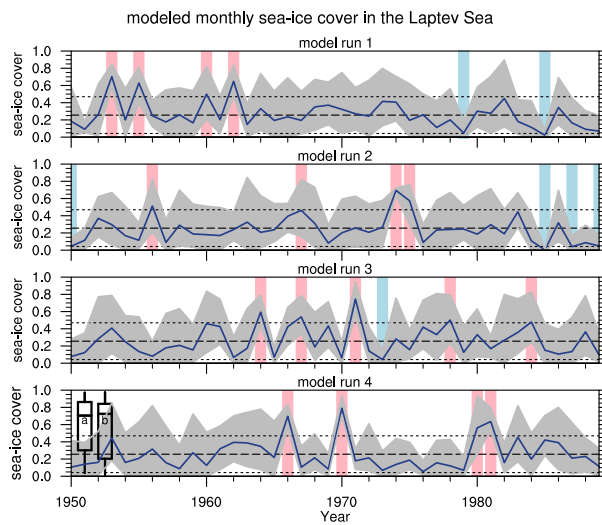 modeled monthly sea-ice cover in the Laptev Sea
model run 1
sea-ice cover
1.0
0.8
0.6
0.4
0.2
0.0
model run 2
sea-ice cover
1.0
0.8
0.6
0.4
0.2
0.0
model run 3
sea-ice cover
1.0
0.8
0.6
0.4
0.2
0.0
model run 4
sea-ice cover
1.0
0.8
0.6
0.4
0.2
0.0
a b
1950 1960 1970 1980
Year